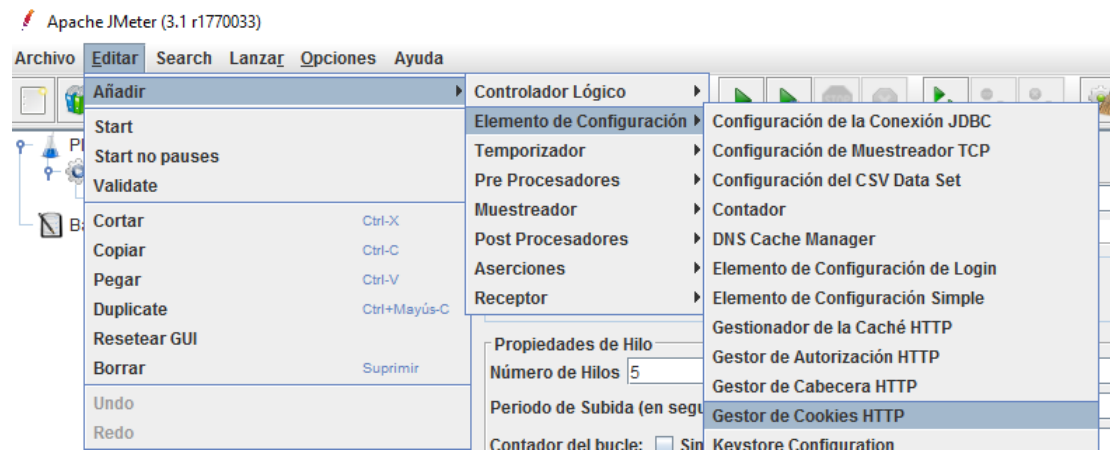 Apache JMeter (3.1 r1770033)
Archivo Editar Search Lanzar Opciones Ayuda
Añadir
Start
Start no pauses
Validate
Cortar Ctrl-X
Copiar Ctrl-C
Pegar Ctrl-V
Duplicate Ctrl+Mayús-C
Resetear GUI
Borrar Suprimir
Undo
Redo
Controlador Lógico
Elemento de Configuración
Temporizador
Pre Procesadores
Muestreador
Post Procesadores
Aserciones
Receptor
Configuración de la Conexión JDBC
Configuración de Muestreador TCP
Configuración del CSV Data Set
Contador
DNS Cache Manager
Elemento de Configuración de Login
Elemento de Configuración Simple
Gestionador de la Caché HTTP
Gestor de Autorización HTTP
Gestor de Cabecera HTTP
Gestor de Cookies HTTP
Keystore Configuration
Propiedades de Hilo
Número de Hilos 5
Periodo de Subida (en
Contador del bucle: